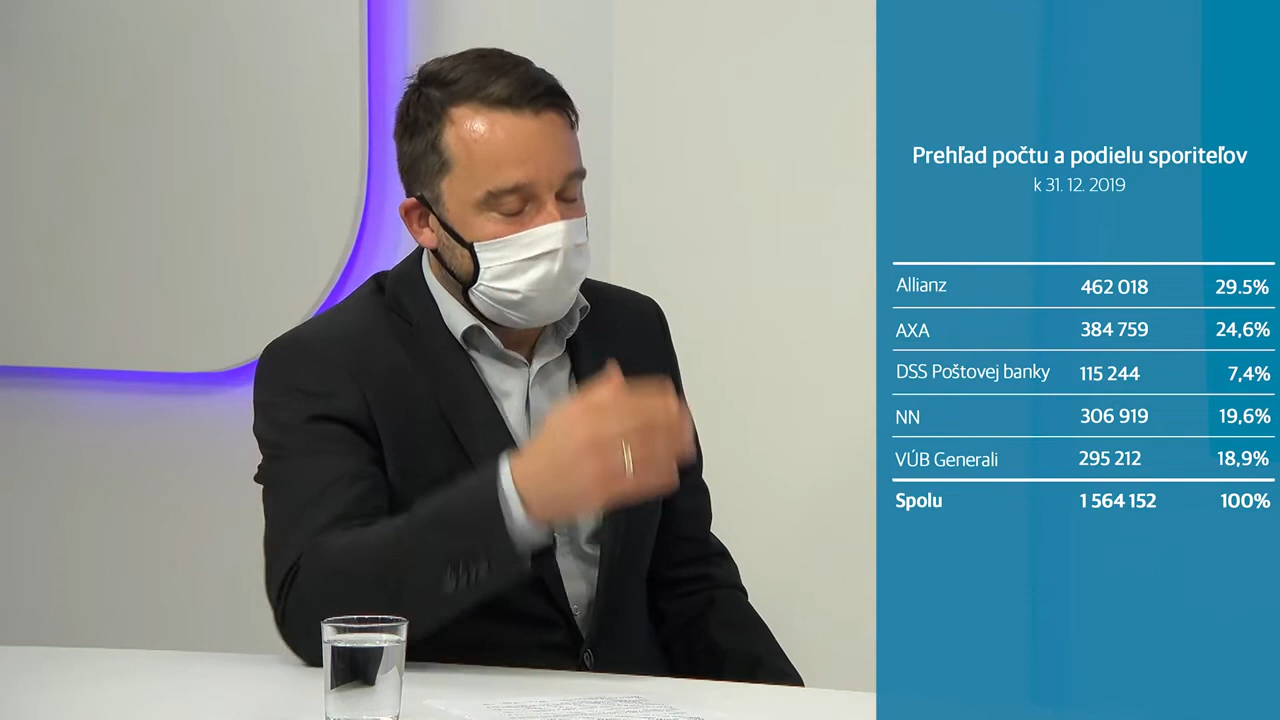 Prehľad počtu a podielu sporiteľov
k 31. 12. 2019
Allianz 462 018 29.5%
AXA 384 759 24,6%
DSS Poštovej banky 115 244 7,4%
NN 306 919 19,6%
VÚB Generali 295 212 18,9%
Spolu 1 564 152 100%